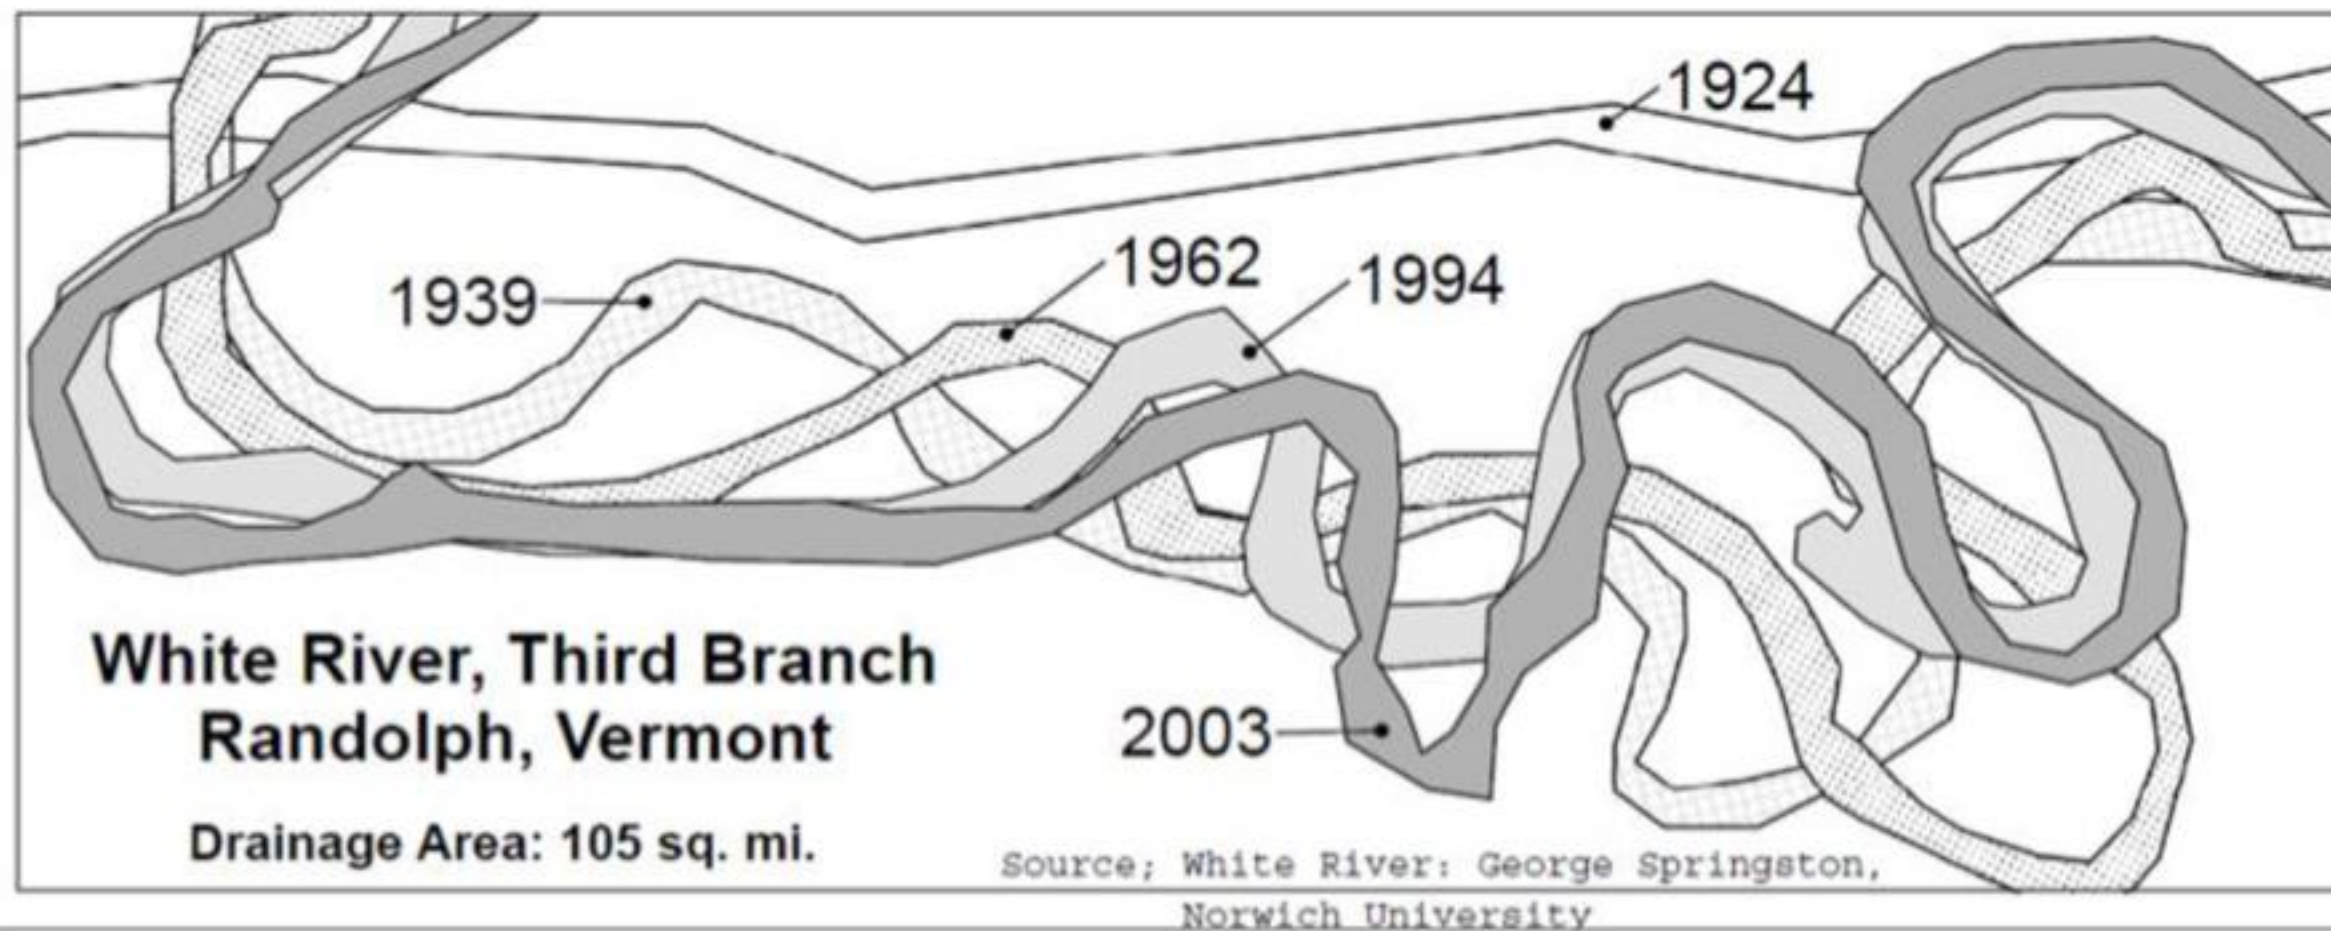 1924
1962
1994
1939
White River, Third Branch
Randolph, Vermont
2003
Drainage Area: 105 sq. mi.
Source; White River: George Springston,
Norwich University